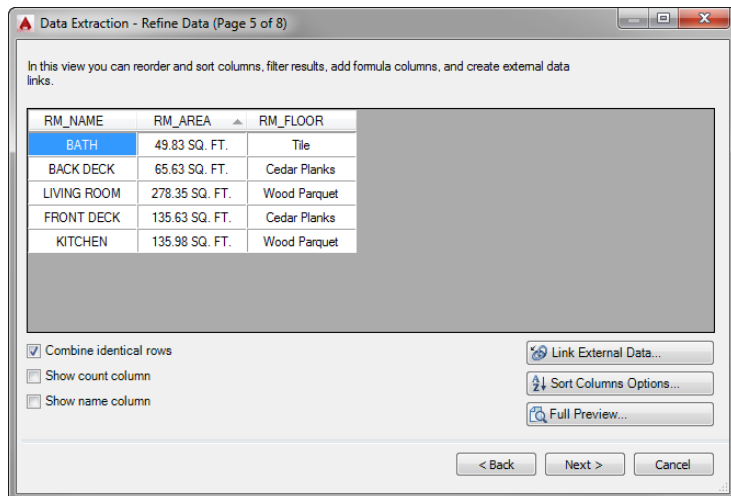 Data Extraction - Refine Data (Page 5 of 8)
In this view you can reorder and sort columns, filter results, add formula columns, and create external data
links.
RM_NAME RM_AREA RM_FLOOR
BATH 49.83 SQ. FT. Tile
BACK DECK 65.63 SQ. FT. Cedar Planks
LIVING ROOM 278.35 SQ. FT. Wood Parquet
FRONT DECK 135.63 SQ. FT. Cedar Planks
KITCHEN 135.98 SQ. FT. Wood Parquet
Combine identical rows
Show count column
Show name column
Link External Data...
Sort Columns Options...
Full Preview...
< Back Next > Cancel